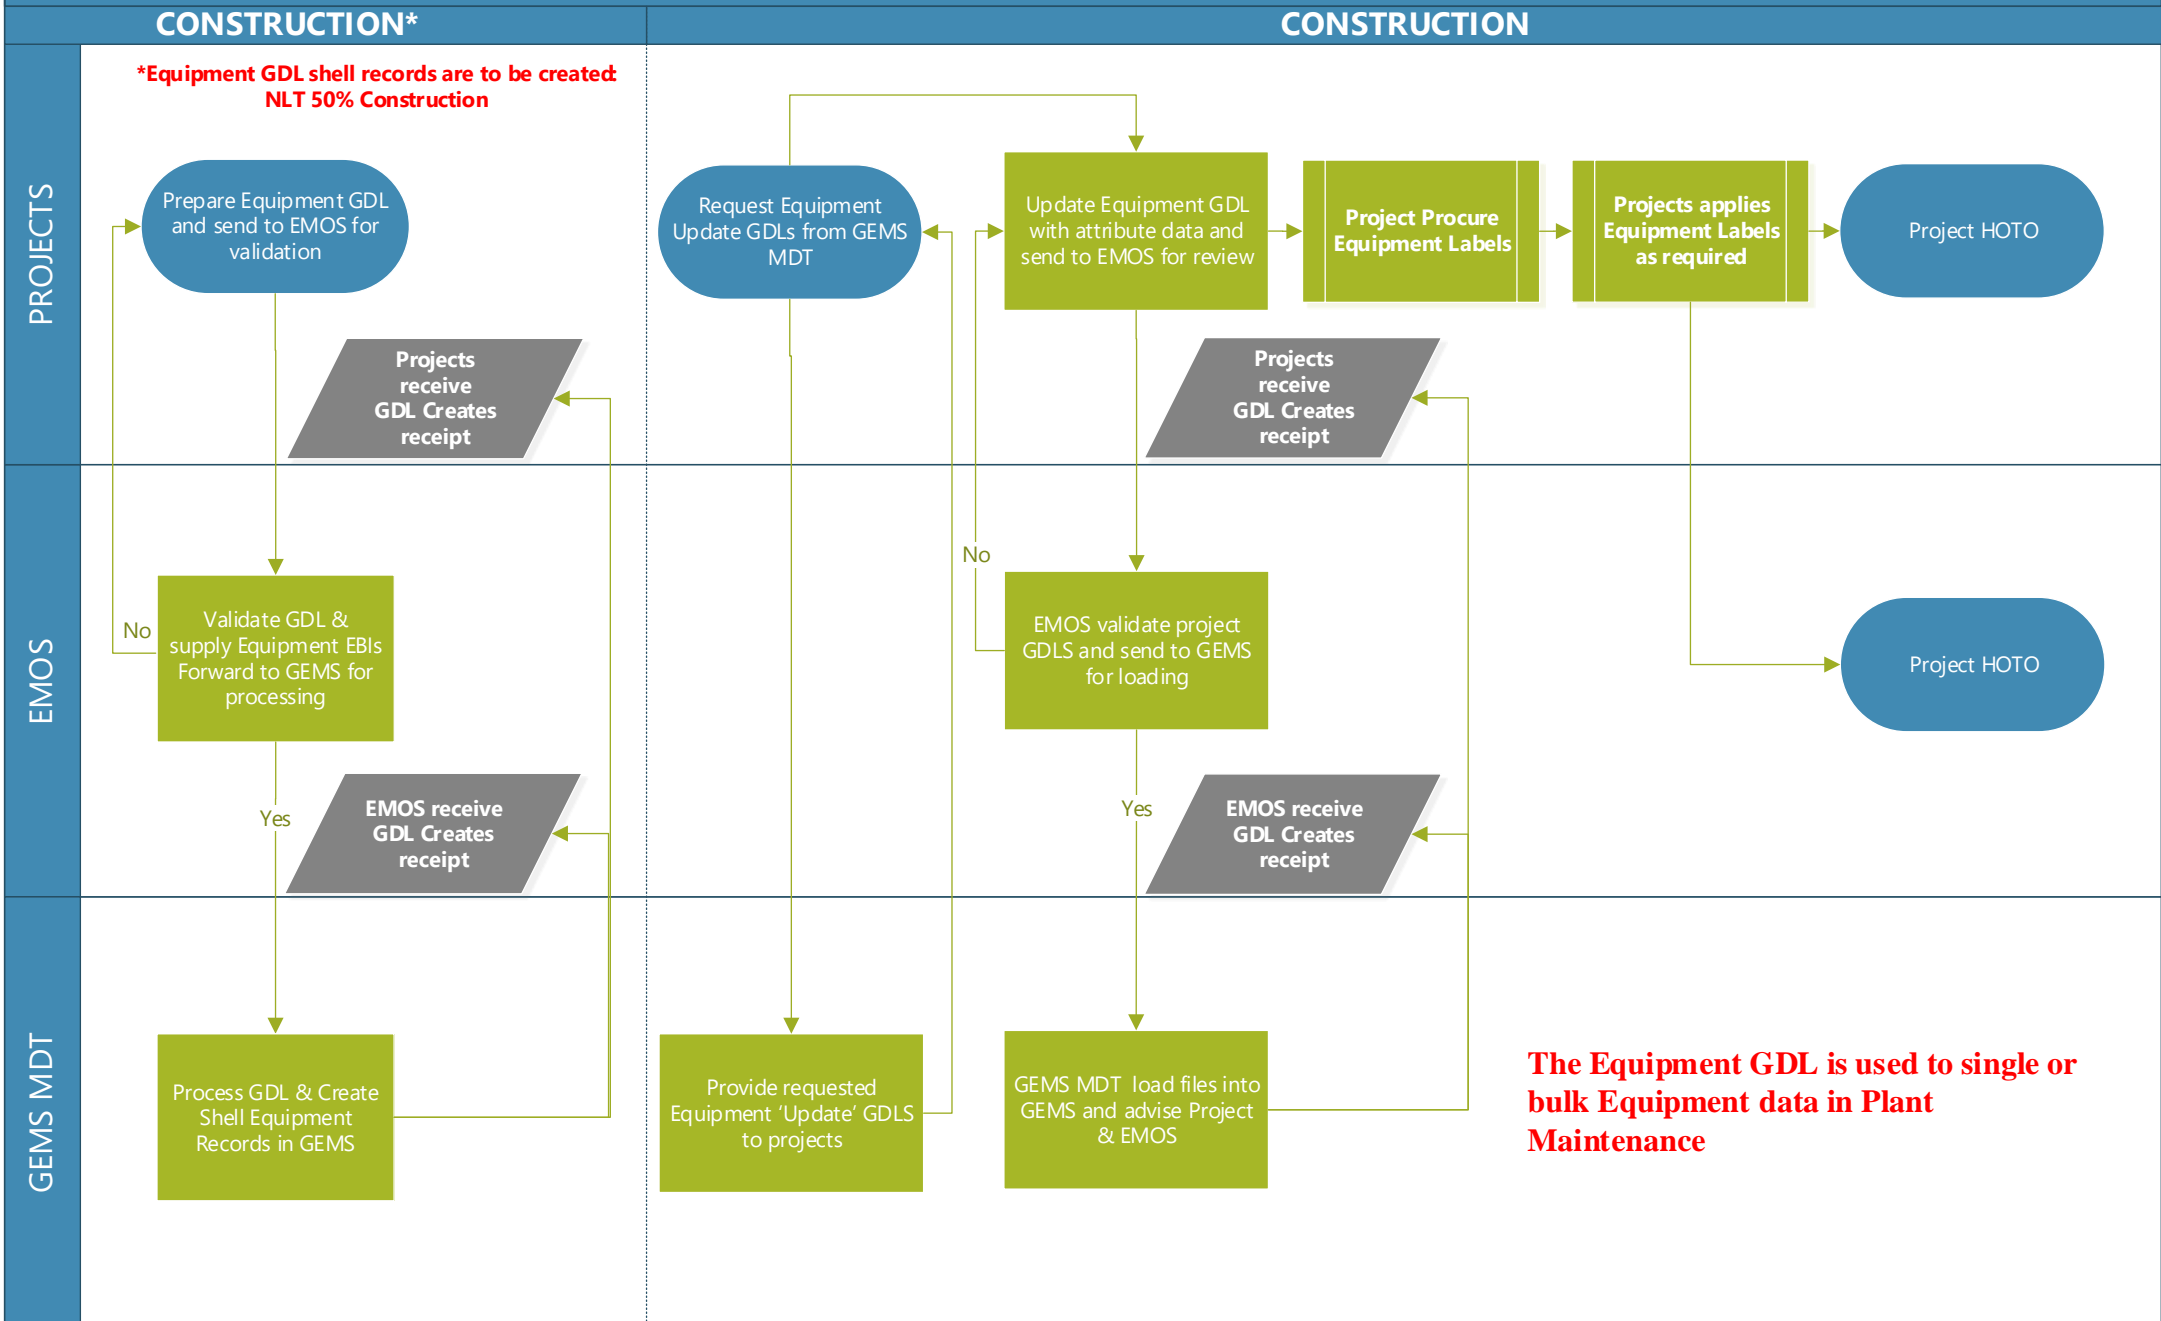 CONSTRUCTION*
CONSTRUCTION
PROJECTS
*Equipment GDL shell records are to be created:
NLT 50% Construction
Prepare Equipment GDL
and send to EMOS for
validation
Request Equipment
Update GDLs from GEMS
MDT
Update Equipment GDL
with attribute data and
send to EMOS for review
Project Procure
Equipment Labels
Projects applies
Equipment Labels
as required
Project HOTO
Projects
receive
GDL Creates
receipt
Projects
receive
GDL Creates
receipt
EMOS
No
Validate GDL &
supply Equipment EBIs
Forward to GEMS for
processing
No
EMOS validate project
GDLS and send to GEMS
for loading
Project HOTO
Yes
EMOS receive
GDL Creates
receipt
Yes
EMOS receive
GDL Creates
receipt
GEMS MDT
Process GDL & Create
Shell Equipment
Records in GEMS
Provide requested
Equipment ‘Update’ GDLS
to projects
GEMS MDT load files into
GEMS and advise Project
& EMOS
The Equipment GDL is used to single or
bulk Equipment data in Plant
Maintenance